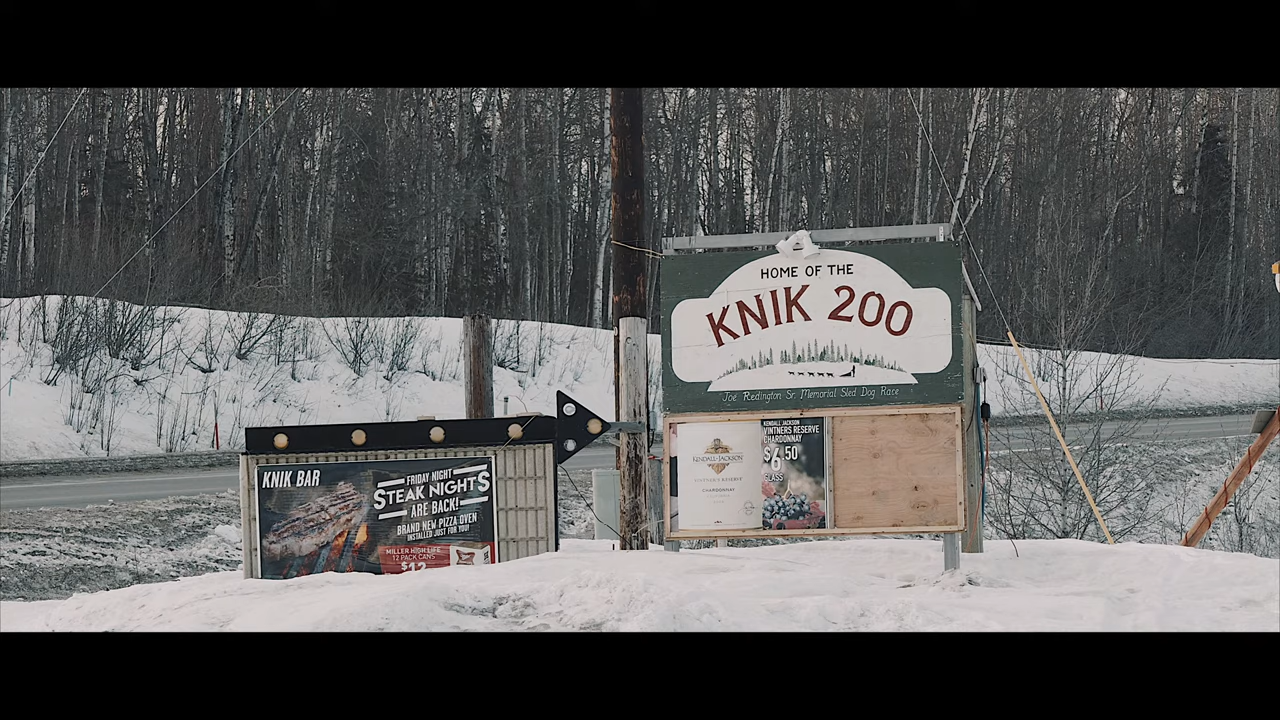 HOME OF THE
KNIK 200
Joe Redington Sr. Memorial Sled Dog Race
KENDALL-JACKSON
VINTNER'S RESERVE
CHARDONNAY
KENDALL JACKSON
VINTNERS RESERVE
CHARDONNAY
$6.50
GLASS
KNIK BAR
FRIDAY NIGHT
STEAK NIGHTS
ARE BACK!
BRAND NEW PIZZA OVEN
INSTALLED JUST FOR YOU!
MILLER HIGH LIFE
12 PACK CANS
$12